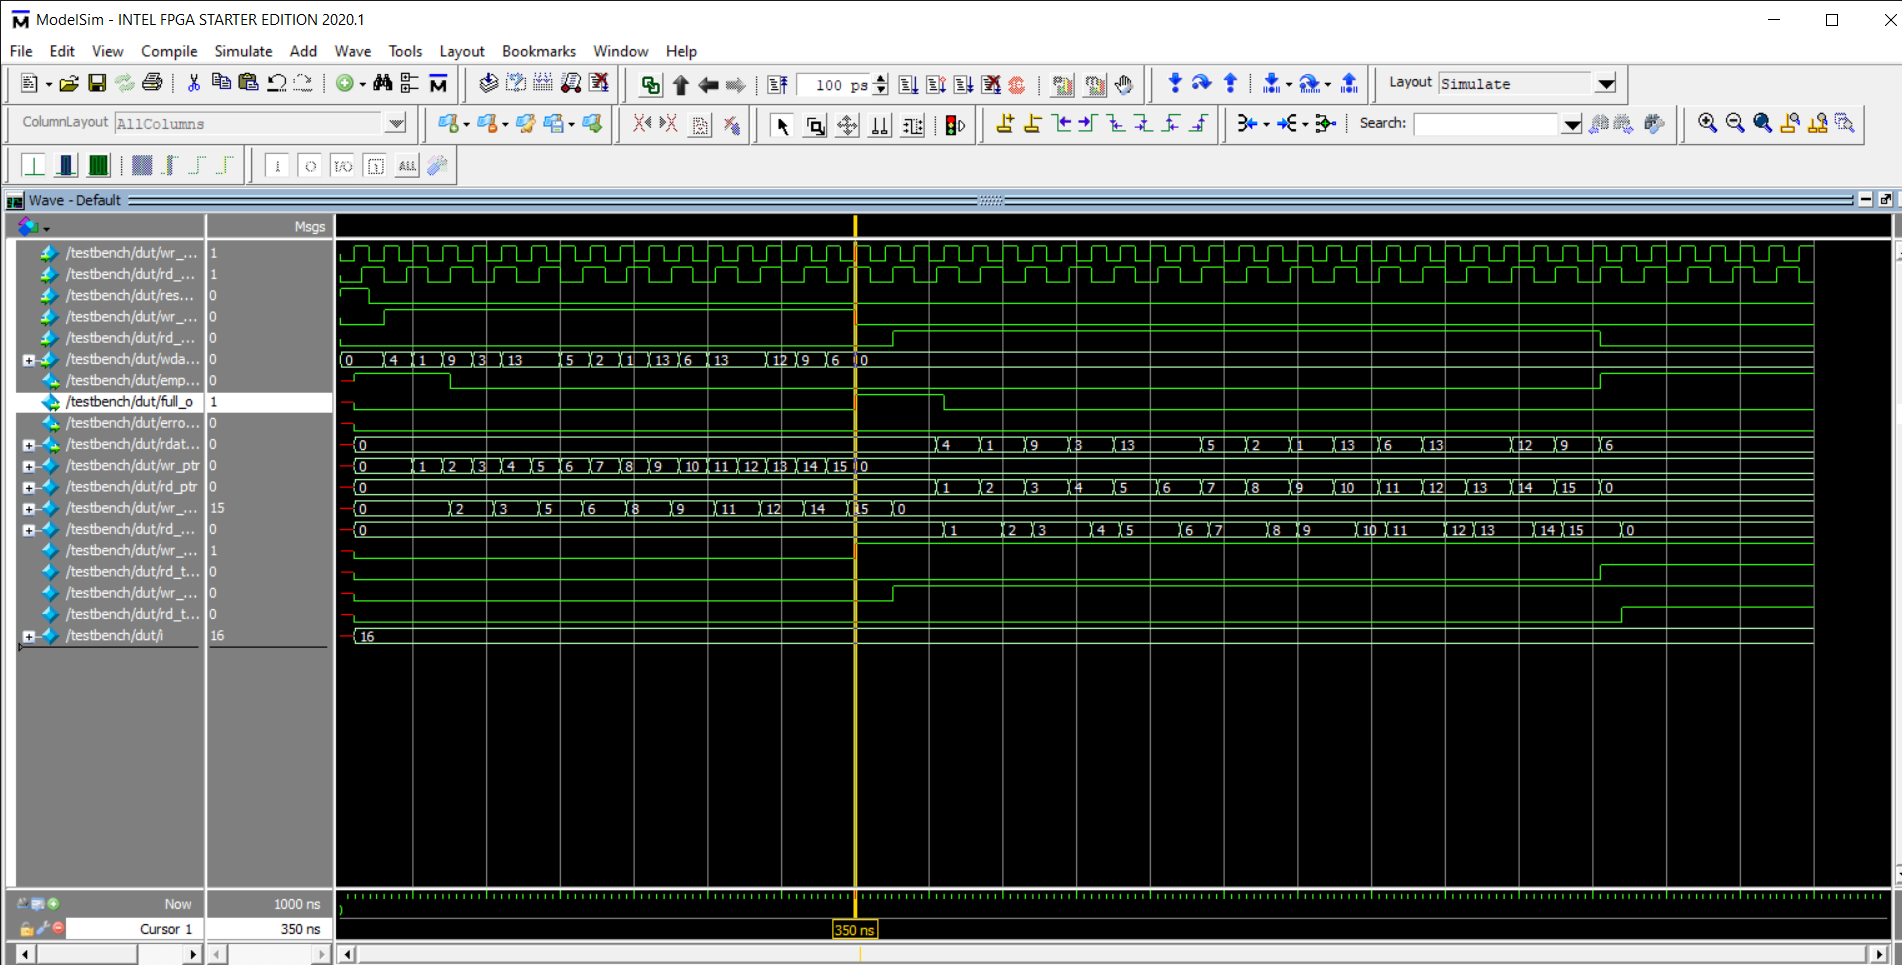 ModelSim - INTEL FPGA STARTER EDITION 2020.1
File Edit View Compile Simulate Add Wave Tools Layout Bookmarks Window Help
100 ps Layout Simulate
ColumnLayout AllColumns Search:
I/O ALL
Wave - Default
Msgs
/testbench/dut/wr_... 1
/testbench/dut/rd_... 1
/testbench/dut/res... 0
/testbench/dut/wr_... 0
/testbench/dut/rd_... 0
/testbench/dut/wda... 0 0 4 1 9 3 13 5 2 1 13 6 13 12 9 6 0
/testbench/dut/emp... 0
/testbench/dut/full_o 1
/testbench/dut/erro... 0
/testbench/dut/rdat... 0 0 4 1 9 3 13 5 2 1 13 6 13 12 9 6
/testbench/dut/wr_ptr 0 0 1 2 3 4 5 6 7 8 9 10 11 12 13 14 15 0
/testbench/dut/rd_ptr 0 0 1 2 3 4 5 6 7 8 9 10 11 12 13 14 15 0
/testbench/dut/wr_... 15 0 2 3 5 6 8 9 11 12 14 15 0
/testbench/dut/rd_... 0 0 1 2 3 4 5 6 7 8 9 10 11 12 13 14 15 0
/testbench/dut/wr_... 1
/testbench/dut/rd_t... 0
/testbench/dut/wr_... 0
/testbench/dut/rd_t... 0
/testbench/dut/i 16 16
Now 1000 ns
Cursor 1 350 ns 350 ns